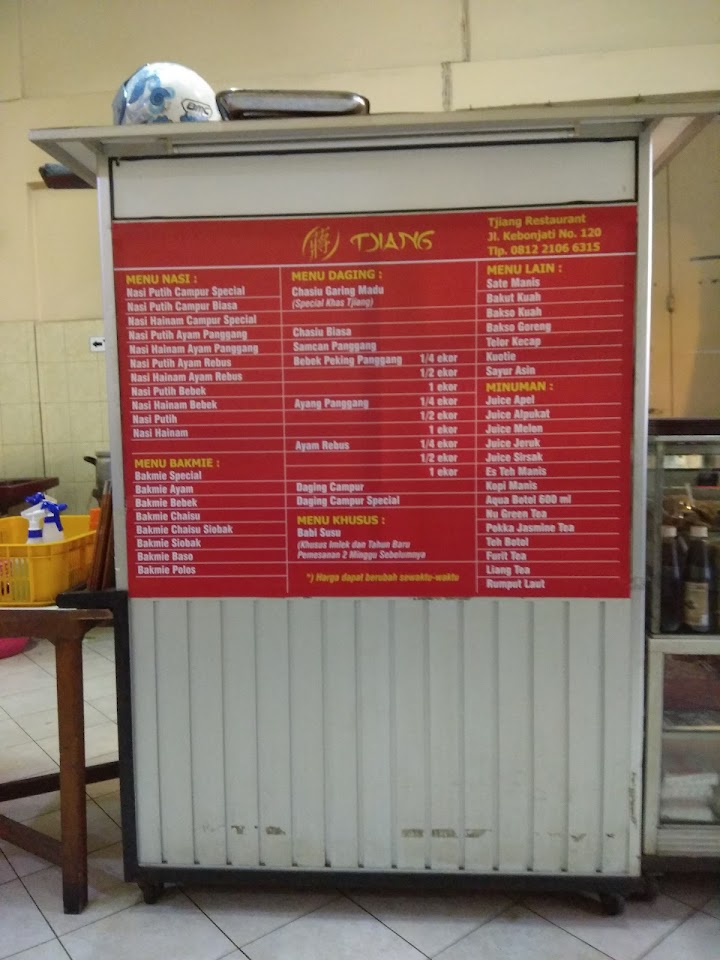 BMC
蔣 TJIANG
Tjiang Restaurant
Jl. Kebonjati No. 120
Tlp. 0812 2106 6315
MENU NASI :
Nasi Putih Campur Special
Nasi Putih Campur Biasa
Nasi Hainam Campur Special
Nasi Putih Ayam Panggang
Nasi Hainam Ayam Panggang
Nasi Putih Ayam Rebus
Nasi Hainam Ayam Rebus
Nasi Putih Bebek
Nasi Hainam Bebek
Nasi Putih
Nasi Hainam
MENU BAKMIE :
Bakmie Special
Bakmie Ayam
Bakmie Bebek
Bakmie Chaisu
Bakmie Chaisu Siobak
Bakmie Siobak
Bakmie Baso
Bakmie Polos
MENU DAGING :
Chasiu Garing Madu
(Special Khas Tjiang)
Chasiu Biasa
Samcan Panggang
Bebek Peking Panggang 1/4 ekor
1/2 ekor
1 ekor
Ayang Panggang 1/4 ekor
1/2 ekor
1 ekor
Ayam Rebus 1/4 ekor
1/2 ekor
1 ekor
Daging Campur
Daging Campur Special
MENU KHUSUS :
Babi Susu
(Khusus Imlek dan Tahun Baru
Pemesanan 2 Minggu Sebelumnya
*) Harga dapat berubah sewaktu-waktu
MENU LAIN :
Sate Manis
Bakut Kuah
Bakso Kuah
Bakso Goreng
Telor Kecap
Kuotie
Sayur Asin
MINUMAN :
Juice Apel
Juice Alpukat
Juice Melon
Juice Jeruk
Juice Sirsak
Es Teh Manis
Kopi Manis
Aqua Botol 600 ml
Nu Green Tea
Pokka Jasmine Tea
Teh Botol
Furit Tea
Liang Tea
Rumput Laut